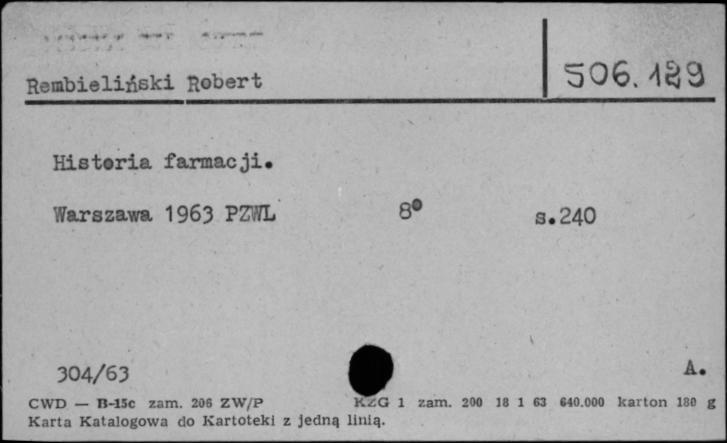 Rembieliński Robert
506.189
Historia farmacji.
Warszawa 1963 PZWL 8° s.240
304/63 A.
CWD — B-15c zam. 206 ZW/P KZG 1 zam. 200 18 1 63 640.000 karton 180 g
Karta Katalogowa do Kartoteki z jedną linią.